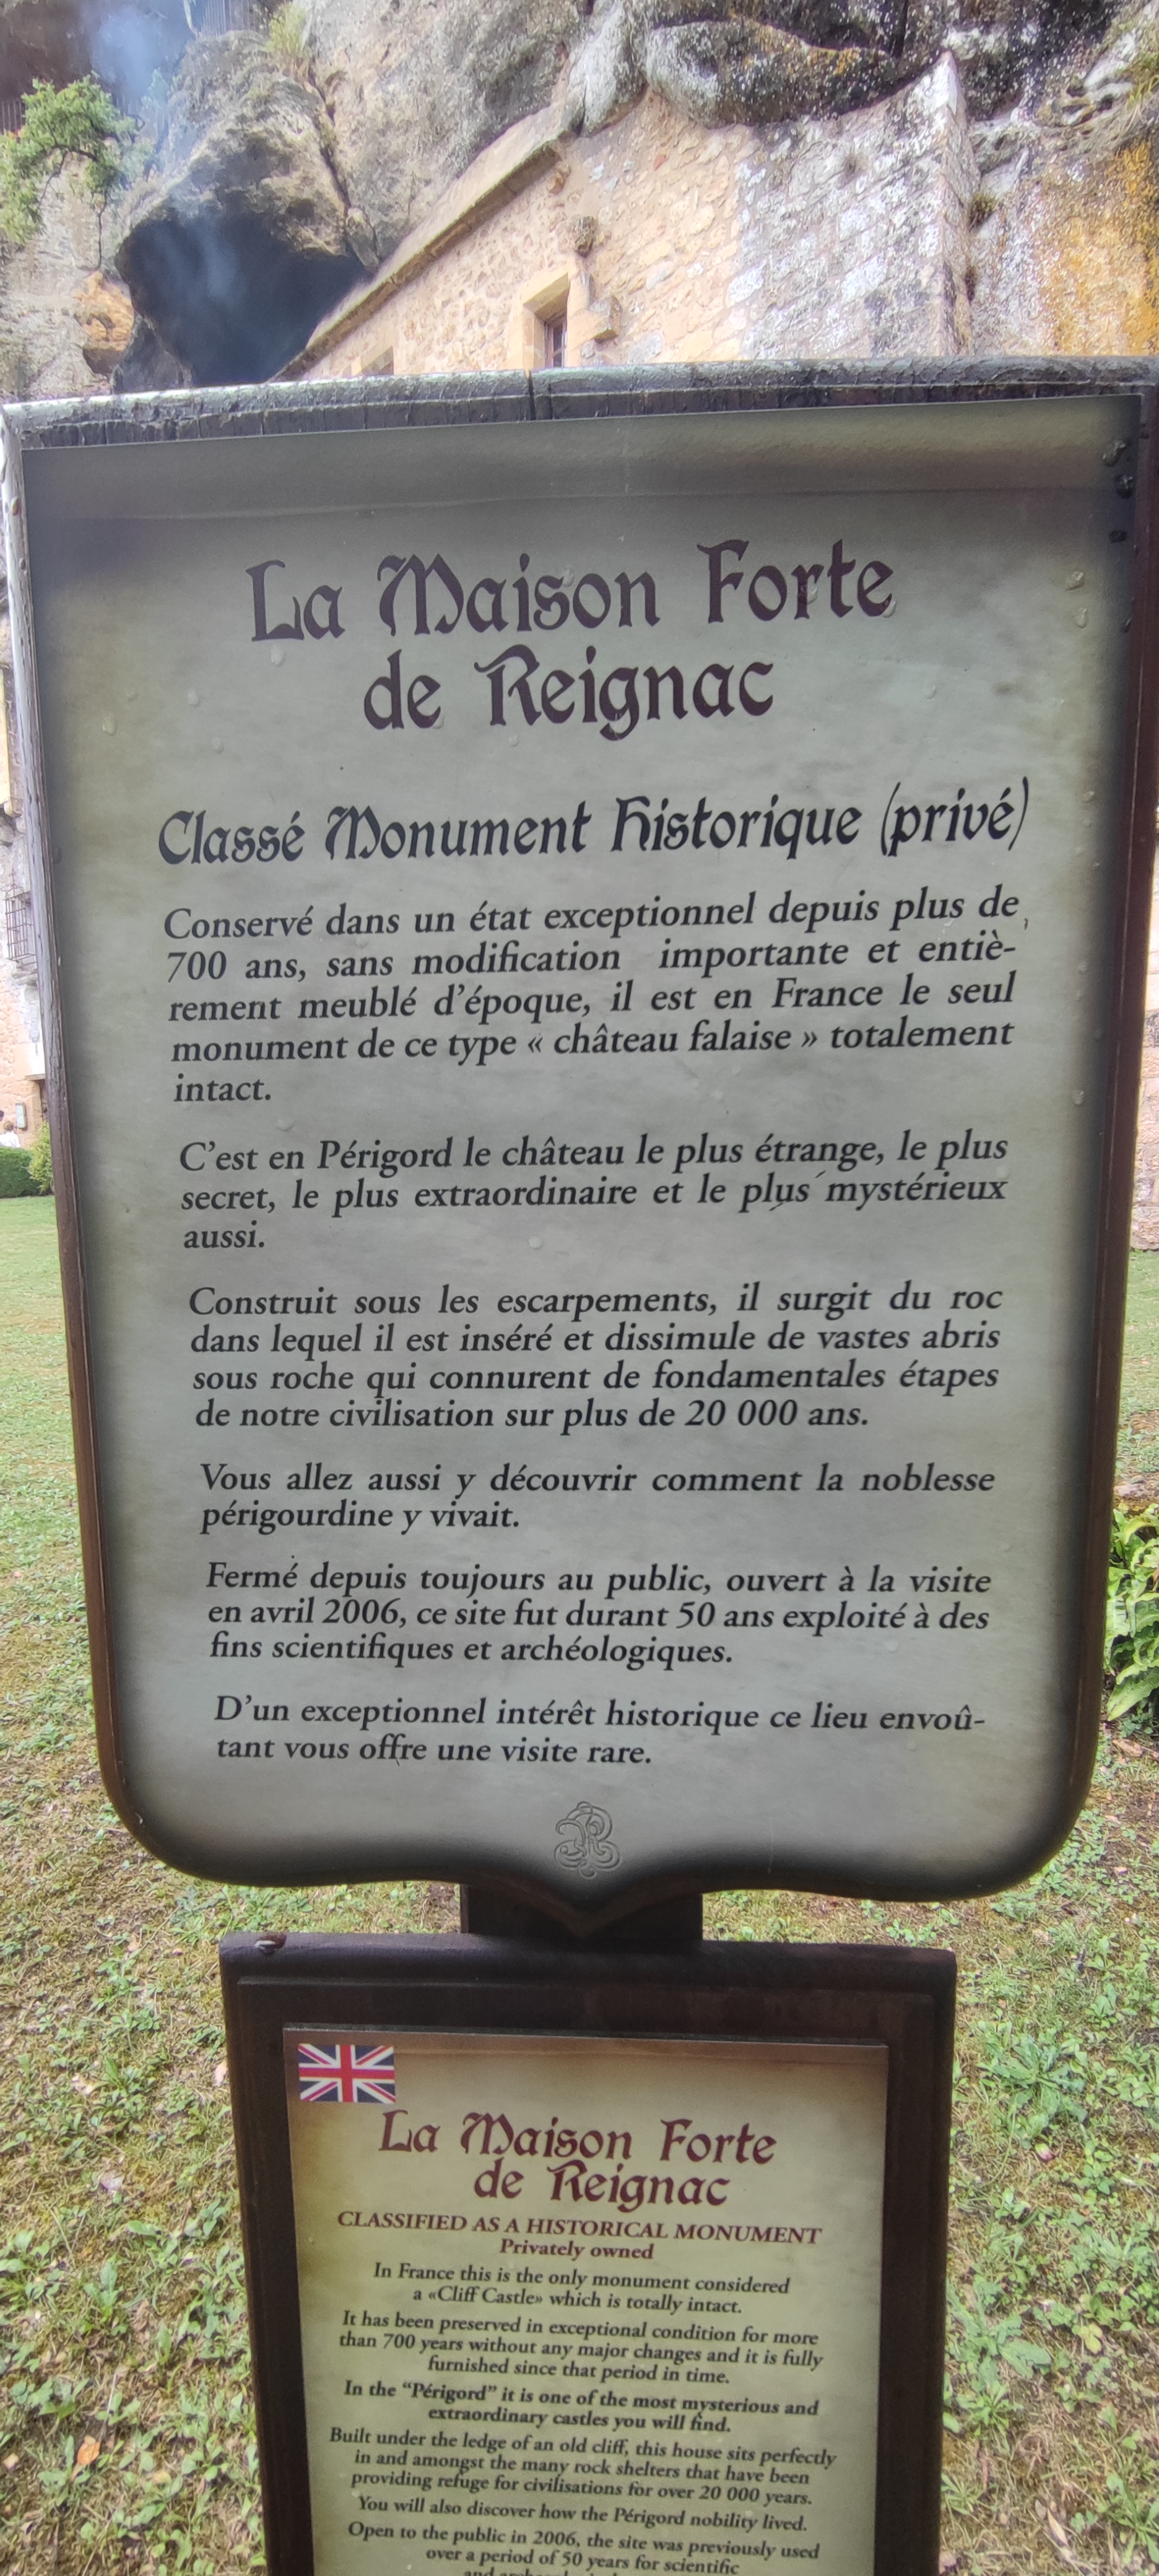 La Maison Forte
de Reignac
Classé Monument Historique (privé)
Conservé dans un état exceptionnel depuis plus de
700 ans, sans modification importante et entiè-
rement meublé d'époque, il est en France le seul
monument de ce type « château falaise » totalement
intact.
C'est en Périgord le château le plus étrange, le plus
secret, le plus extraordinaire et le plus mystérieux
aussi.
Construit sous les escarpements, il surgit du roc
dans lequel il est inséré et dissimule de vastes abris
sous roche qui connurent de fondamentales étapes
de notre civilisation sur plus de 20 000 ans.
Vous allez aussi y découvrir comment la noblesse
périgourdine y vivait.
Fermé depuis toujours au public, ouvert à la visite
en avril 2006, ce site fut durant 50 ans exploité à des
fins scientifiques et archéologiques.
D'un exceptionnel intérêt historique ce lieu envoû-
tant vous offre une visite rare.
La Maison Forte
de Reignac
CLASSIFIED AS A HISTORICAL MONUMENT
Privately owned
In France this is the only monument considered
a «Cliff Castle» which is totally intact.
It has been preserved in exceptional condition for more
than 700 years without any major changes and it is fully
furnished since that period in time.
In the "Périgord" it is one of the most mysterious and
extraordinary castles you will find.
Built under the ledge of an old cliff, this house sits perfectly
in and amongst the many rock shelters that have been
providing refuge for civilisations for over 20 000 years.
You will also discover how the Périgord nobility lived.
Open to the public in 2006, the site was previously used
over a period of 50 years for scientific